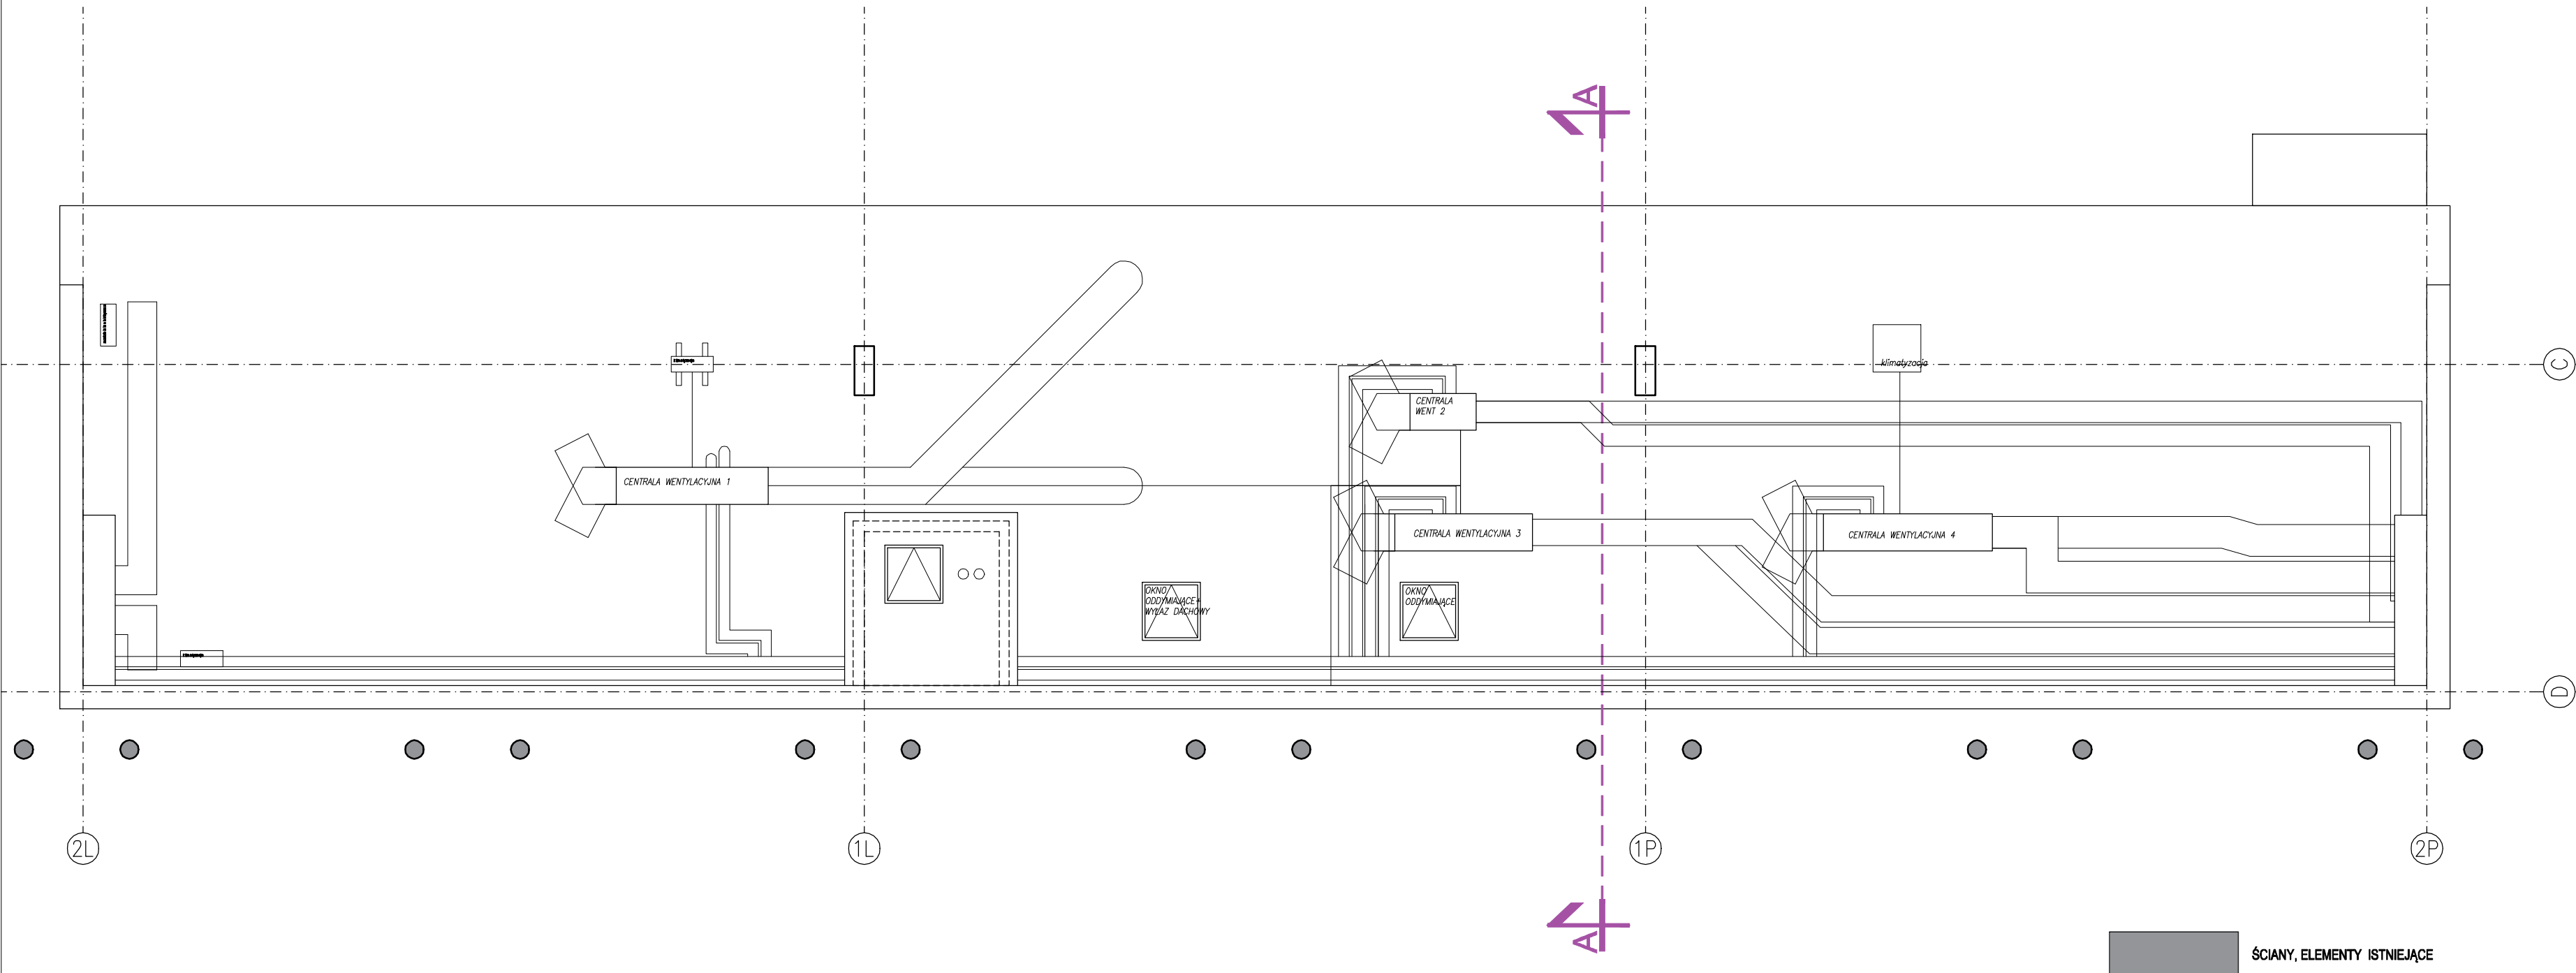 A
C
klimatyzacja
CENTRALA
WENT 2
CENTRALA WENTYLACYJNA 1
CENTRALA WENTYLACYJNA 3
CENTRALA WENTYLACYJNA 4
OKNO
ODDYMIAJĄCE+
WYŁAZ DACHOWY
OKNO
ODDYMIAJĄCE
D
2L
1L
1P
2P
A
ŚCIANY, ELEMENTY ISTNIEJĄCE